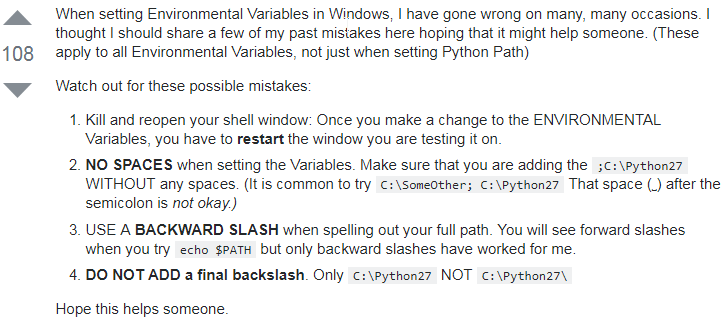 When setting Environmental Variables in Windows, I have gone wrong on many, many occasions. I
thought I should share a few of my past mistakes here hoping that it might help someone. (These
apply to all Environmental Variables, not just when setting Python Path)
108
Watch out for these possible mistakes:
1. Kill and reopen your shell window: Once you make a change to the ENVIRONMENTAL
Variables, you have to restart the window you are testing it on.
2. NO SPACES when setting the Variables. Make sure that you are adding the ;C:\Python27
WITHOUT any spaces. (It is common to try C:\SomeOther; C:\Python27 That space (_) after the
semicolon is not okay.)
3. USE A BACKWARD SLASH when spelling out your full path. You will see forward slashes
when you try echo $PATH but only backward slashes have worked for me.
4. DO NOT ADD a final backslash. Only C:\Python27 NOT C:\Python27\
Hope this helps someone.